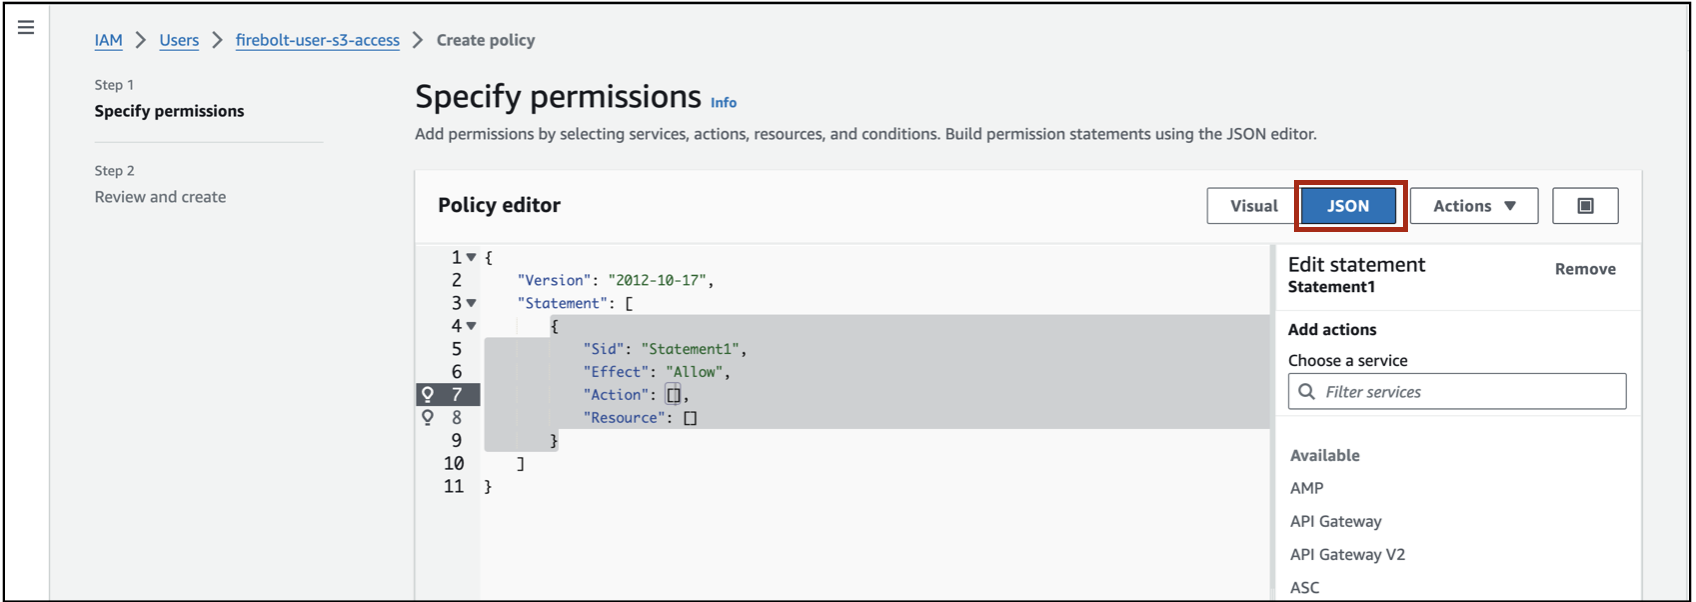 IAM > Users > firebolt-user-s3-access > Create policy
Step 1
Specify permissions
Step 2
Review and create
Specify permissions Info
Add permissions by selecting services, actions, resources, and conditions. Build permission statements using the JSON editor.
Policy editor
Visual JSON Actions
1 {
2 "Version": "2012-10-17",
3 "Statement": [
4 {
5 "Sid": "Statement1",
6 "Effect": "Allow",
7 "Action": [],
8 "Resource": []
9 }
10 ]
11 }
Edit statement Remove
Statement1
Add actions
Choose a service
Filter services
Available
AMP
API Gateway
API Gateway V2
ASC